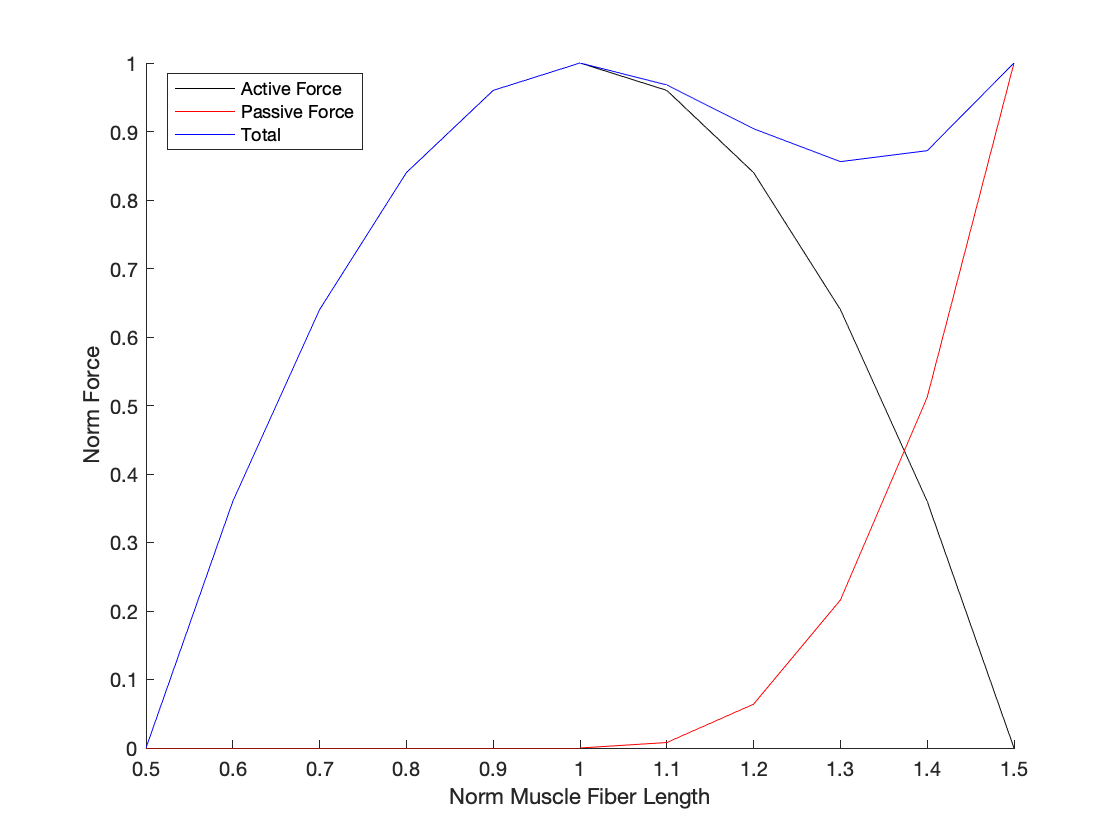 Active Force
Passive Force
Total
1
0.9
0.8
0.7
0.6
0.5
0.4
0.3
0.2
0.1
0
Norm Force
0.5 0.6 0.7 0.8 0.9 1 1.1 1.2 1.3 1.4 1.5
Norm Muscle Fiber Length